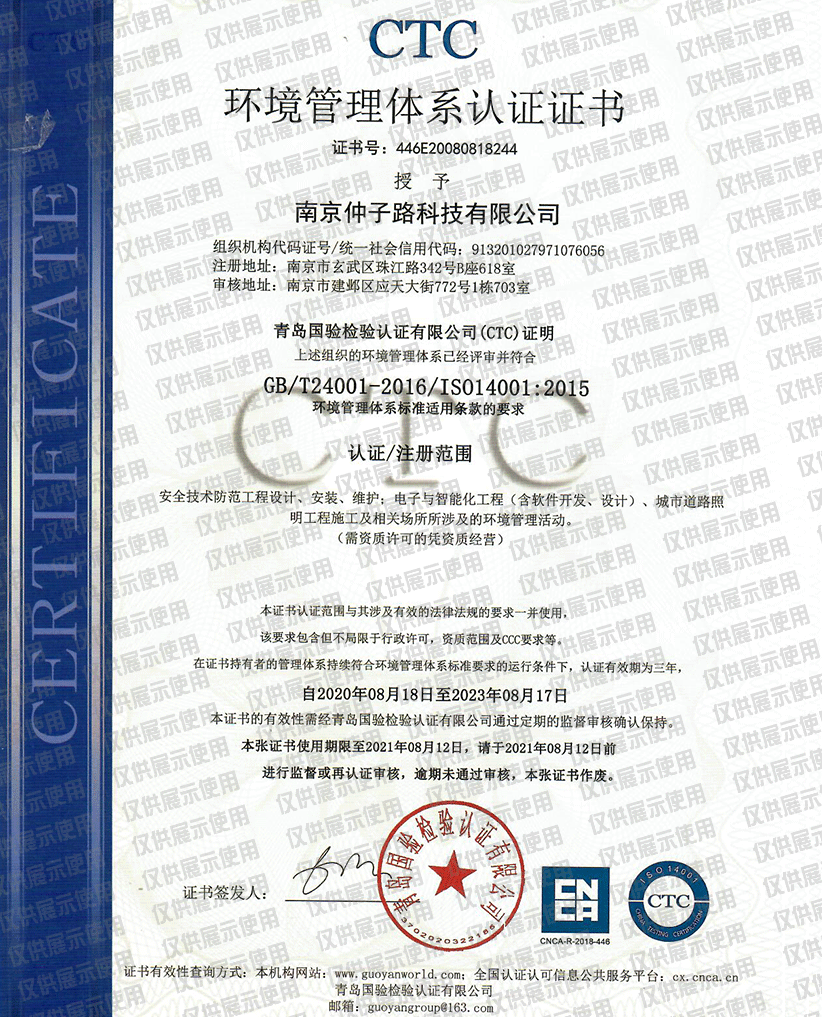 CTC
环境管理体系认证证书
证书号：446E20080818244
授 予
南京仲子路科技有限公司
组织机构代码证号/统一社会信用代码：913201027971076056
注册地址：南京市玄武区珠江路342号B座618室
审核地址：南京市建邺区应天大街772号1栋703室
青岛国验检验认证有限公司(CTC)证明
上述组织的环境管理体系已经评审并符合
GB/T24001-2016/ISO14001:2015
环境管理体系标准适用条款的要求
CTC
认证/注册范围
安全技术防范工程设计、安装、维护；电子与智能化工程（含软件开发、设计）、城市道路照
明工程施工及相关场所所涉及的环境管理活动。
（需资质许可的凭资质经营）
本证书认证范围与其涉及有效的法律法规的要求一并使用，
该要求包含但不局限于行政许可，资质范围及CCC要求等。
在证书持有者的管理体系持续符合环境管理体系标准要求的运行条件下，认证有效期为三年，
自2020年08月18日至2023年08月17日
本证书的有效性需经青岛国验检验认证有限公司通过定期的监督审核确认保持。
本张证书使用期限至2021年08月12日，请于2021年08月12日前
进行监督或再认证审核，逾期未通过审核，本张证书作废。
证书签发人：
青岛国验检验认证有限公司
3702020322186
CNCA
CNCA-R-2018-446
ISO 14001
CTC
CHINA TESTING CERTIFICATION
证书有效性查询方式：本机构网站：www.guoyanworld.com；全国认证认可信息公共服务平台：cx.cnca.cn
青岛国验检验认证有限公司
邮箱：guoyangroup@163.com
CERTIFICATE
仅供展示使用